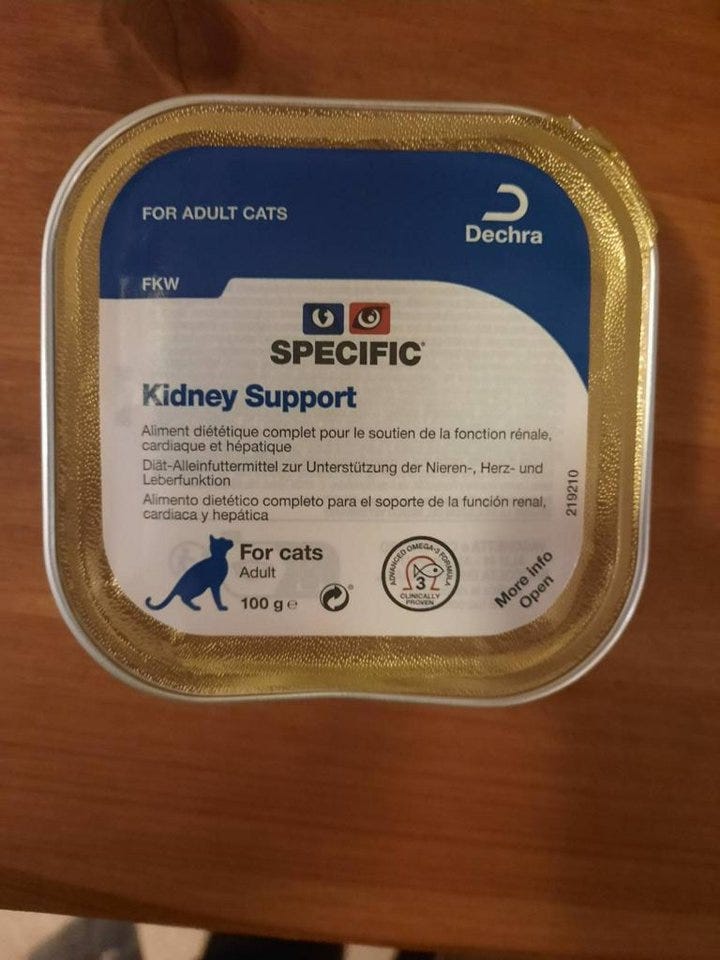 FOR ADULT CATS
Dechra
FKW
SPECIFIC®
Kidney Support
Aliment diététique complet pour le soutien de la fonction rénale,
cardiaque et hépatique
Diät-Alleinfuttermittel zur Unterstützung der Nieren-, Herz- und
Leberfunktion
Alimento dietético completo para el soporte de la función renal,
cardiaca y hepática
219210
For cats
Adult
100 g e
ADVANCED OMEGA-3 FORMULA
3
CLINICALLY
PROVEN
More info
Open